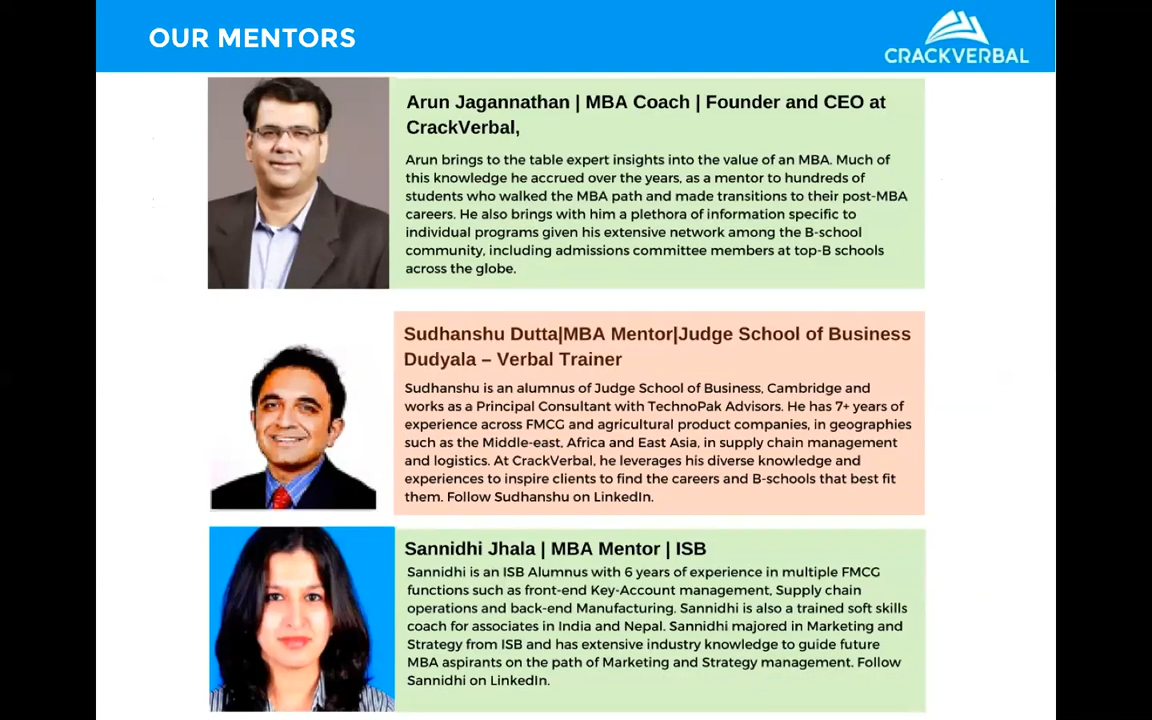 OUR MENTORS
CRACKVERBAL
Arun Jagannathan | MBA Coach | Founder and CEO at
CrackVerbal,
Arun brings to the table expert insights into the value of an MBA. Much of
this knowledge he accrued over the years, as a mentor to hundreds of
students who walked the MBA path and made transitions to their post-MBA
careers. He also brings with him a plethora of information specific to
individual programs given his extensive network among the B-school
community, including admissions committee members at top-B schools
across the globe.
Sudhanshu Dutta|MBA Mentor|Judge School of Business
Dudyala – Verbal Trainer
Sudhanshu is an alumnus of Judge School of Business, Cambridge and
works as a Principal Consultant with TechnoPak Advisors. He has 7+ years of
experience across FMCG and agricultural product companies, in geographies
such as the Middle-east, Africa and East Asia, in supply chain management
and logistics. At CrackVerbal, he leverages his diverse knowledge and
experiences to inspire clients to find the careers and B-schools that best fit
them. Follow Sudhanshu on LinkedIn.
Sannidhi Jhala | MBA Mentor | ISB
Sannidhi is an ISB Alumnus with 6 years of experience in multiple FMCG
functions such as front-end Key-Account management, Supply chain
operations and back-end Manufacturing. Sannidhi is also a trained soft skills
coach for associates in India and Nepal. Sannidhi majored in Marketing and
Strategy from ISB and has extensive industry knowledge to guide future
MBA aspirants on the path of Marketing and Strategy management. Follow
Sannidhi on LinkedIn.